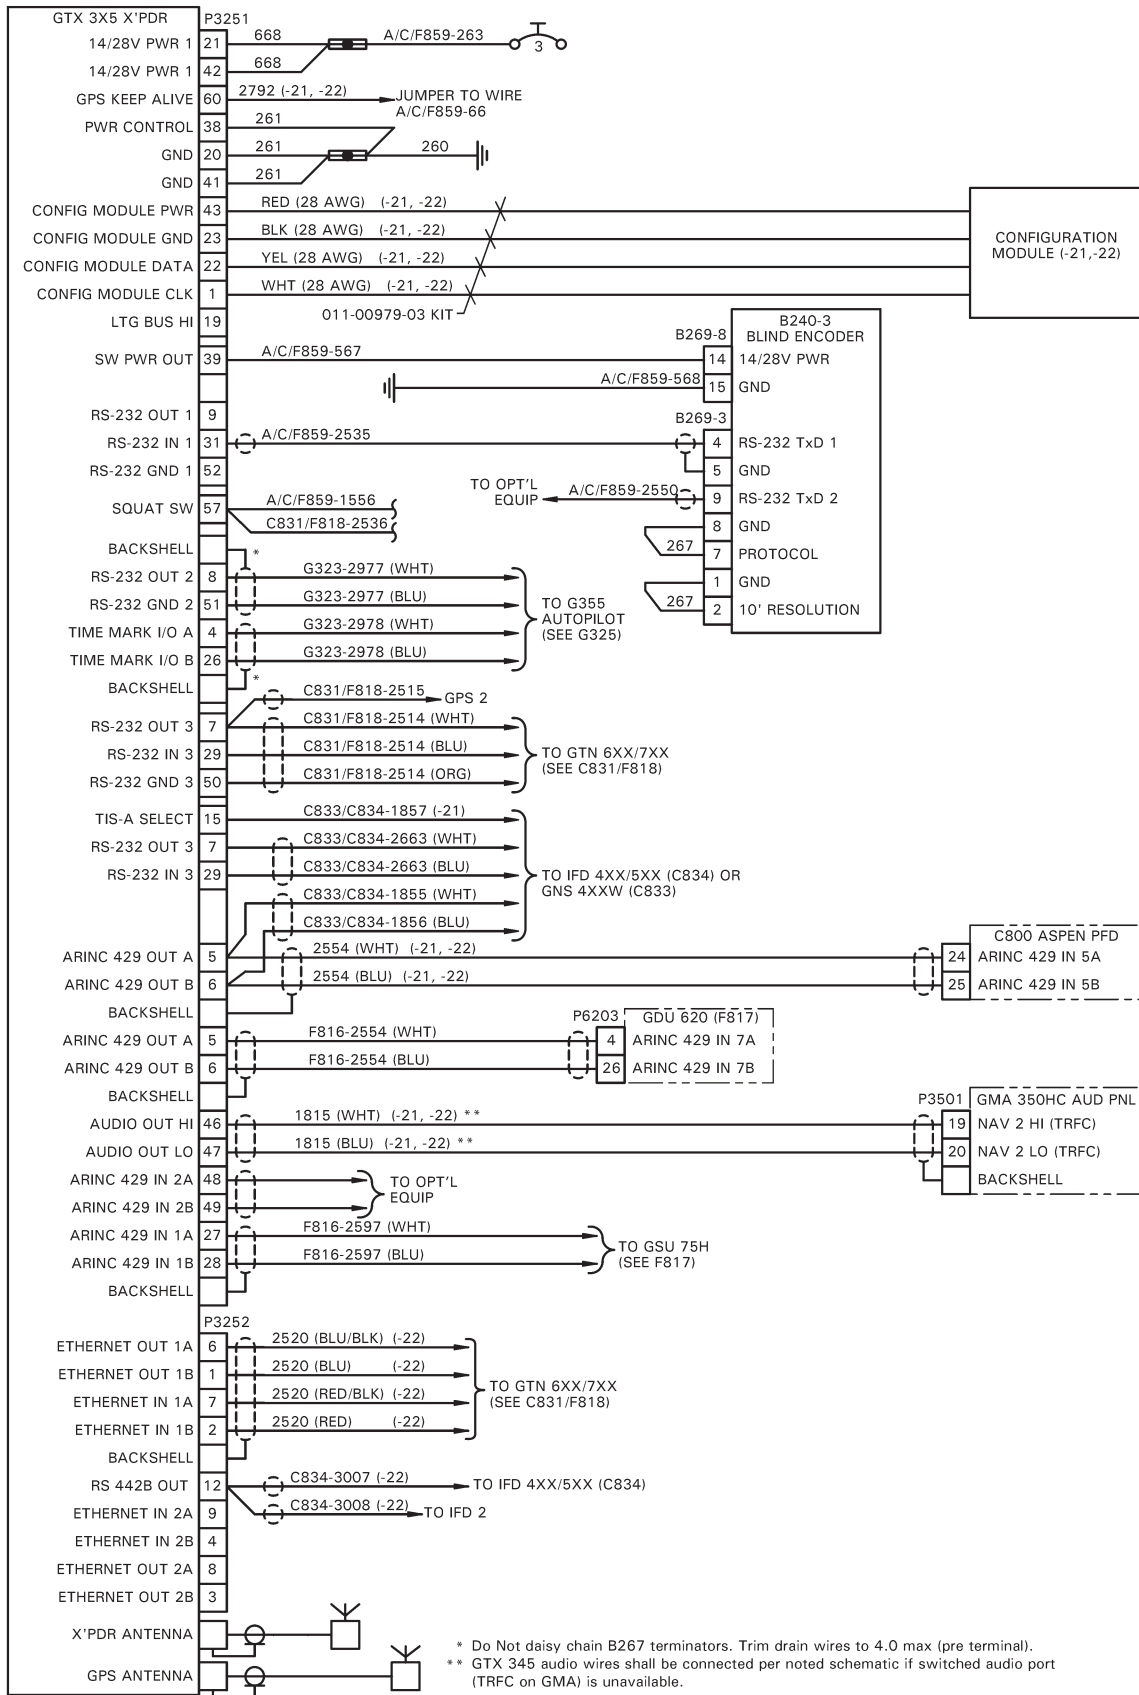 GTX 3X5 X'PDR P3251
14/28V PWR 1 21 668 A/C/F859-263 3
14/28V PWR 1 42 668
GPS KEEP ALIVE 60 2792 (-21, -22) JUMPER TO WIRE
A/C/F859-66
PWR CONTROL 38 261
GND 20 261 260
GND 41 261
CONFIG MODULE PWR 43 RED (28 AWG) (-21, -22)
CONFIG MODULE GND 23 BLK (28 AWG) (-21, -22)
CONFIG MODULE DATA 22 YEL (28 AWG) (-21, -22)
CONFIG MODULE CLK 1 WHT (28 AWG) (-21, -22)
CONFIGURATION
MODULE (-21,-22)
011-00979-03 KIT
LTG BUS HI 19
B240-3
BLIND ENCODER
B269-8
SW PWR OUT 39 A/C/F859-567 14 14/28V PWR
A/C/F859-568 15 GND
B269-3
RS-232 OUT 1 9
RS-232 IN 1 31 A/C/F859-2535 4 RS-232 TxD 1
RS-232 GND 1 52 5 GND
TO OPT'L
EQUIP A/C/F859-2550 9 RS-232 TxD 2
SQUAT SW 57 A/C/F859-1556
C831/F818-2536
8 GND
267 7 PROTOCOL
1 GND
267 2 10' RESOLUTION
BACKSHELL *
RS-232 OUT 2 8 G323-2977 (WHT)
RS-232 GND 2 51 G323-2977 (BLU)
TIME MARK I/O A 4 G323-2978 (WHT)
TIME MARK I/O B 26 G323-2978 (BLU)
TO G355
AUTOPILOT
(SEE G325)
BACKSHELL *
C831/F818-2515 GPS 2
RS-232 OUT 3 7 C831/F818-2514 (WHT)
RS-232 IN 3 29 C831/F818-2514 (BLU)
RS-232 GND 3 50 C831/F818-2514 (ORG)
TO GTN 6XX/7XX
(SEE C831/F818)
TIS-A SELECT 15 C833/C834-1857 (-21)
RS-232 OUT 3 7 C833/C834-2663 (WHT)
RS-232 IN 3 29 C833/C834-2663 (BLU)
C833/C834-1855 (WHT)
C833/C834-1856 (BLU)
TO IFD 4XX/5XX (C834) OR
GNS 4XXW (C833)
C800 ASPEN PFD
ARINC 429 OUT A 5 2554 (WHT) (-21, -22) 24 ARINC 429 IN 5A
ARINC 429 OUT B 6 2554 (BLU) (-21, -22) 25 ARINC 429 IN 5B
BACKSHELL
P6203 GDU 620 (F817)
ARINC 429 OUT A 5 F816-2554 (WHT) 4 ARINC 429 IN 7A
ARINC 429 OUT B 6 F816-2554 (BLU) 26 ARINC 429 IN 7B
BACKSHELL
P3501 GMA 350HC AUD PNL
AUDIO OUT HI 46 1815 (WHT) (-21, -22) ** 19 NAV 2 HI (TRFC)
AUDIO OUT LO 47 1815 (BLU) (-21, -22) ** 20 NAV 2 LO (TRFC)
BACKSHELL
ARINC 429 IN 2A 48
ARINC 429 IN 2B 49
TO OPT'L
EQUIP
ARINC 429 IN 1A 27 F816-2597 (WHT)
ARINC 429 IN 1B 28 F816-2597 (BLU)
TO GSU 75H
(SEE F817)
BACKSHELL
P3252
ETHERNET OUT 1A 6 2520 (BLU/BLK) (-22)
ETHERNET OUT 1B 1 2520 (BLU) (-22)
ETHERNET IN 1A 7 2520 (RED/BLK) (-22)
ETHERNET IN 1B 2 2520 (RED) (-22)
TO GTN 6XX/7XX
(SEE C831/F818)
BACKSHELL
RS 442B OUT 12 C834-3007 (-22) TO IFD 4XX/5XX (C834)
ETHERNET IN 2A 9 C834-3008 (-22) TO IFD 2
ETHERNET IN 2B 4
ETHERNET OUT 2A 8
ETHERNET OUT 2B 3
X'PDR ANTENNA
GPS ANTENNA
* Do Not daisy chain B267 terminators. Trim drain wires to 4.0 max (pre terminal).
** GTX 345 audio wires shall be connected per noted schematic if switched audio port
(TRFC on GMA) is unavailable.